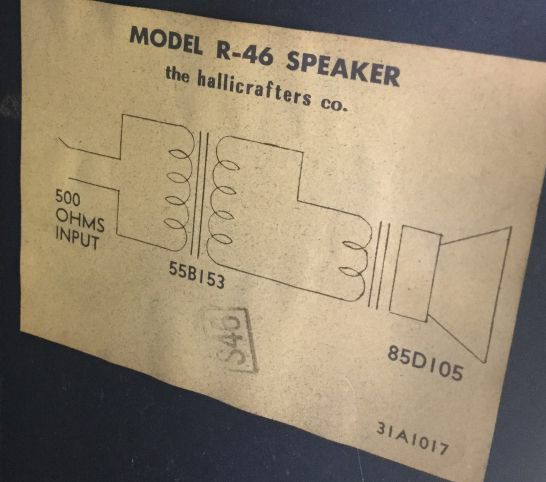 MODEL R-46 SPEAKER
the hallicrafters co.
500
OHMS
INPUT
55B153
S46
85D105
31A1017